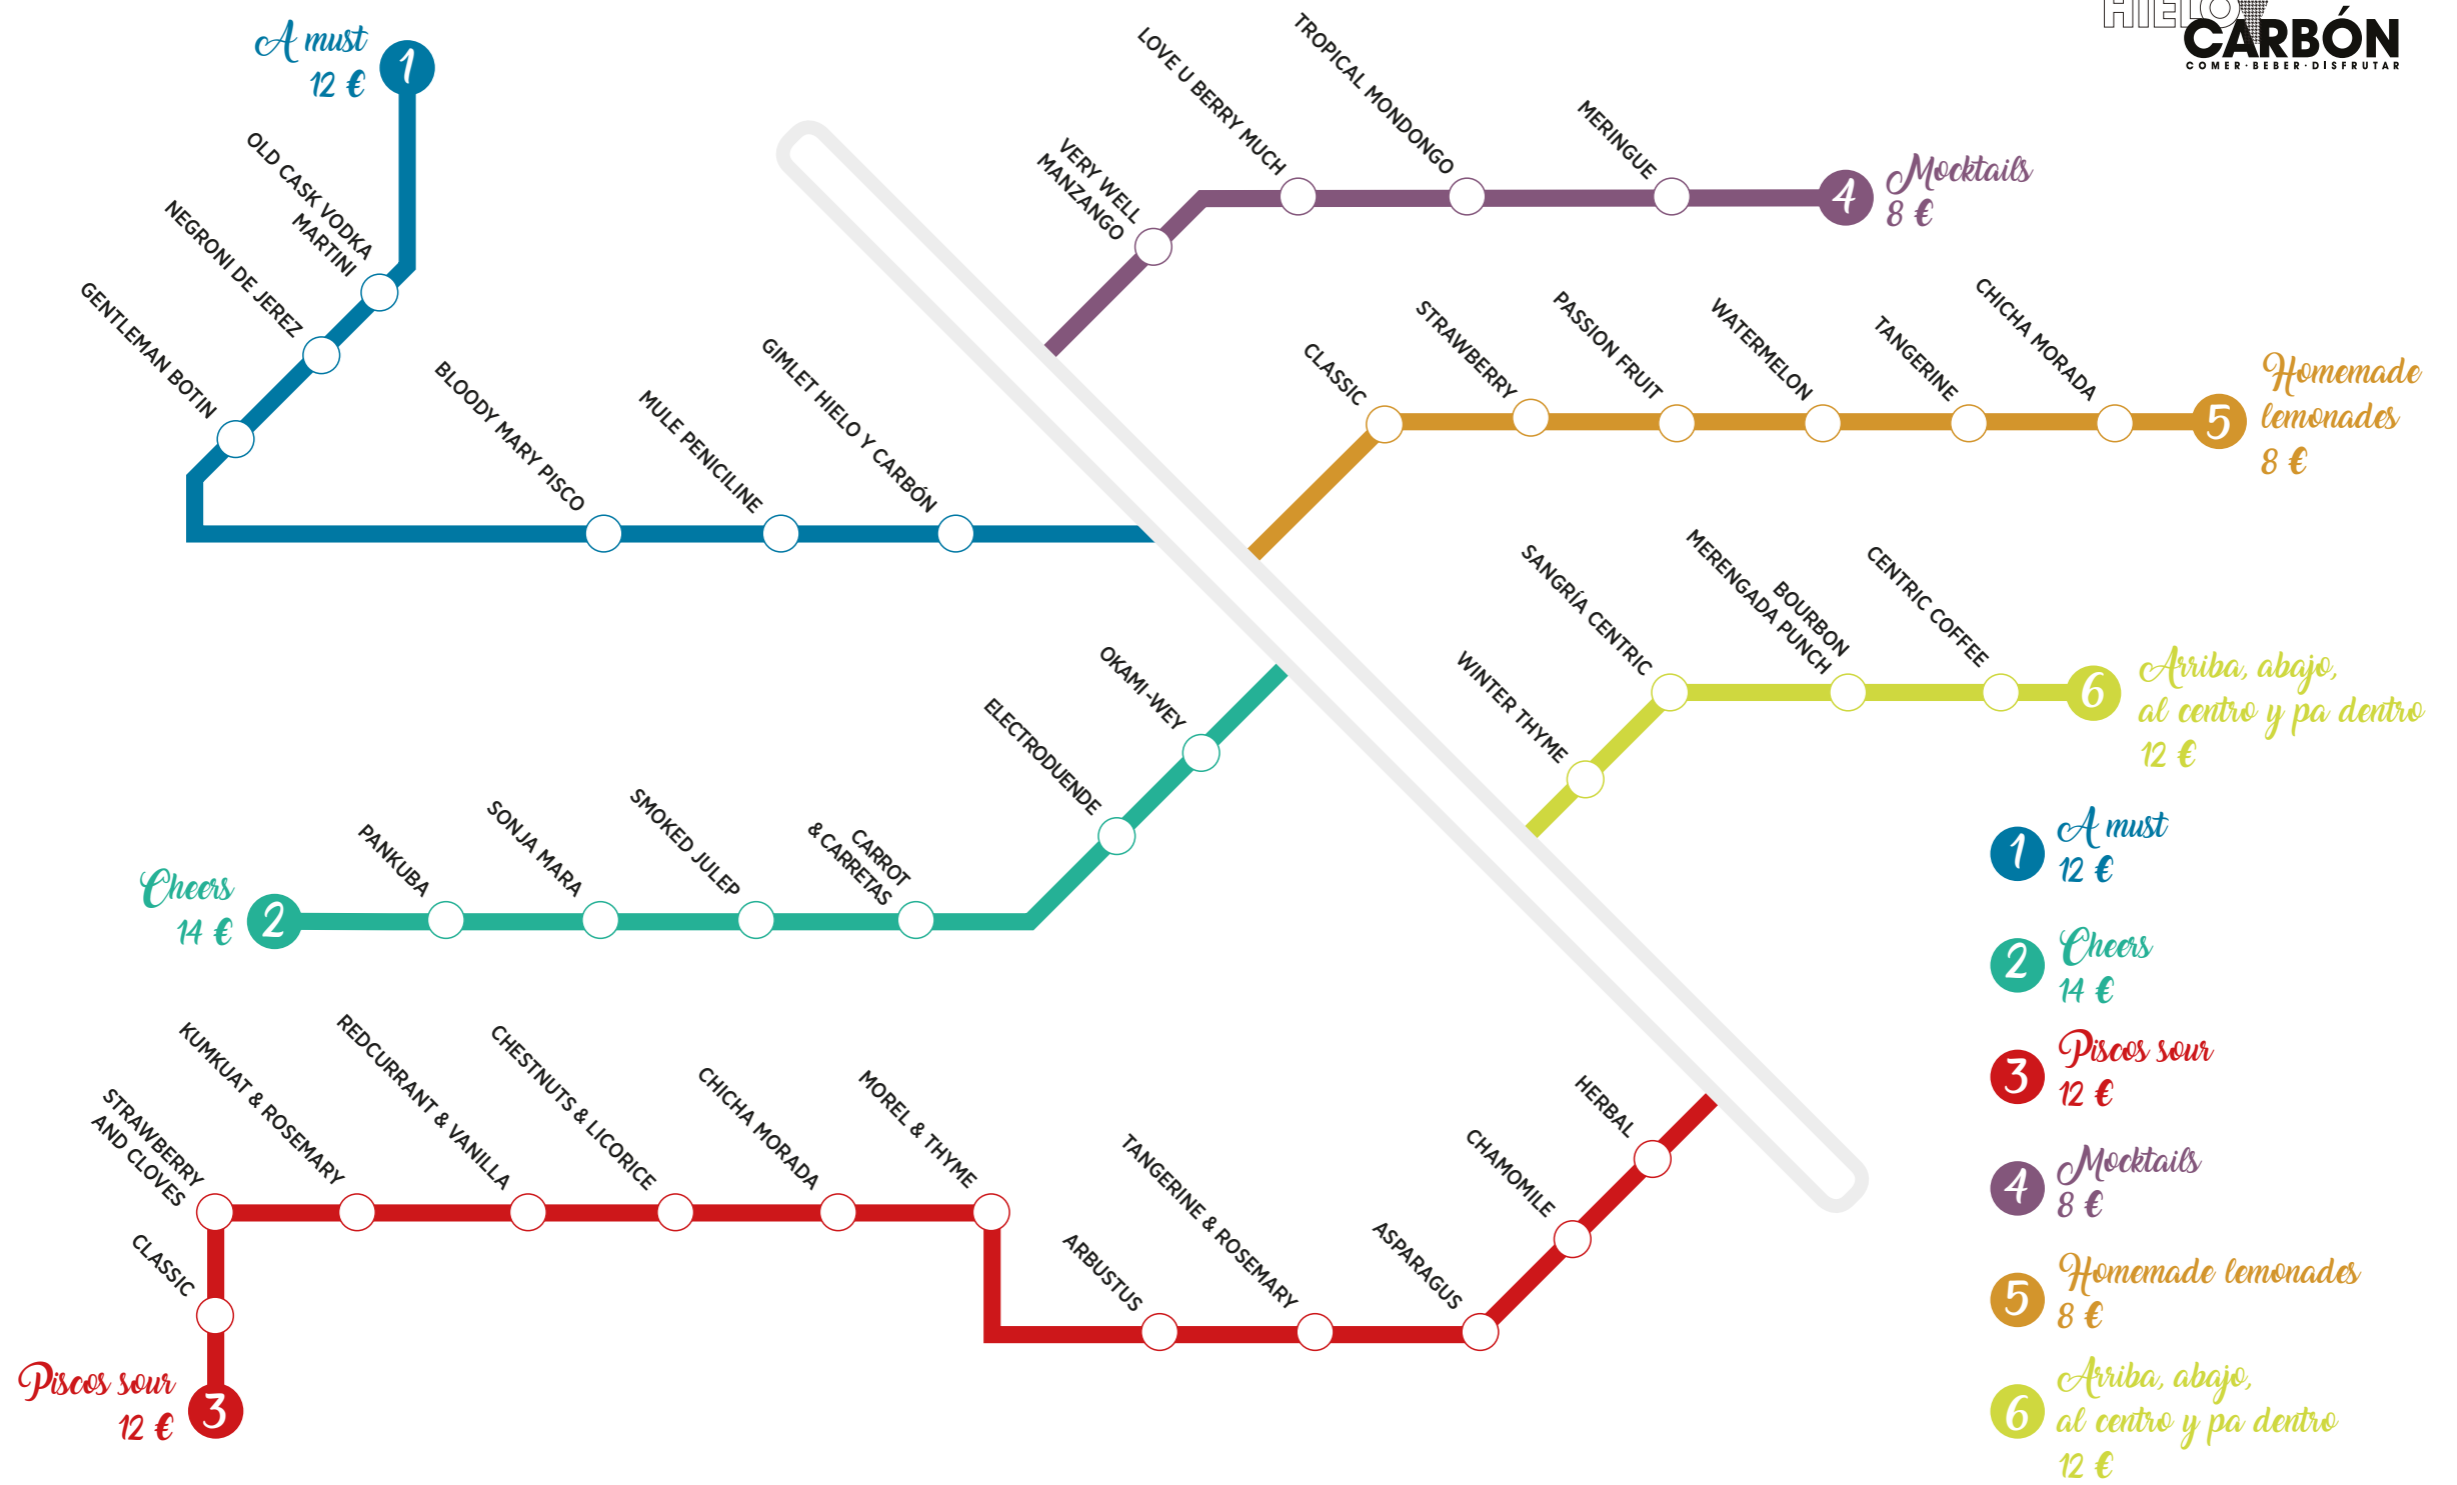 HIELO
CARBÓN
COMER·BEBER·DISFRUTAR
A must
12 €
1
OLD CASK VODKA
MARTINI
NEGRONI DE JEREZ
GENTLEMAN BOTIN
BLOODY MARY PISCO
MULE PENICILINE
GIMLET HIELO Y CARBÓN
VERY WELL
MANZANGO
LOVE U BERRY MUCH
TROPICAL MONDONGO
MERINGUE
4
Mocktails
8 €
CLASSIC
STRAWBERRY
PASSION FRUIT
WATERMELON
TANGERINE
CHICHA MORADA
5
Homemade
lemonades
8 €
WINTER THYME
SANGRÍA CENTRIC
BOURBON
MERENGADA PUNCH
CENTRIC COFFEE
6
Arriba, abajo,
al centro y pa dentro
12 €
Cheers
14 €
2
PANKUBA
SONJA MARA
SMOKED JULEP
CARROT
& CARRETAS
ELECTRODUENDE
OKAMI-WEY
Piscos sour
12 €
3
CLASSIC
STRAWBERRY
AND CLOVES
KUMKUAT & ROSEMARY
REDCURRANT & VANILLA
CHESTNUTS & LICORICE
CHICHA MORADA
MOREL & THYME
ARBUSTUS
TANGERINE & ROSEMARY
ASPARAGUS
CHAMOMILE
HERBAL
1
A must
12 €
2
Cheers
14 €
3
Piscos sour
12 €
4
Mocktails
8 €
5
Homemade lemonades
8 €
6
Arriba, abajo,
al centro y pa dentro
12 €